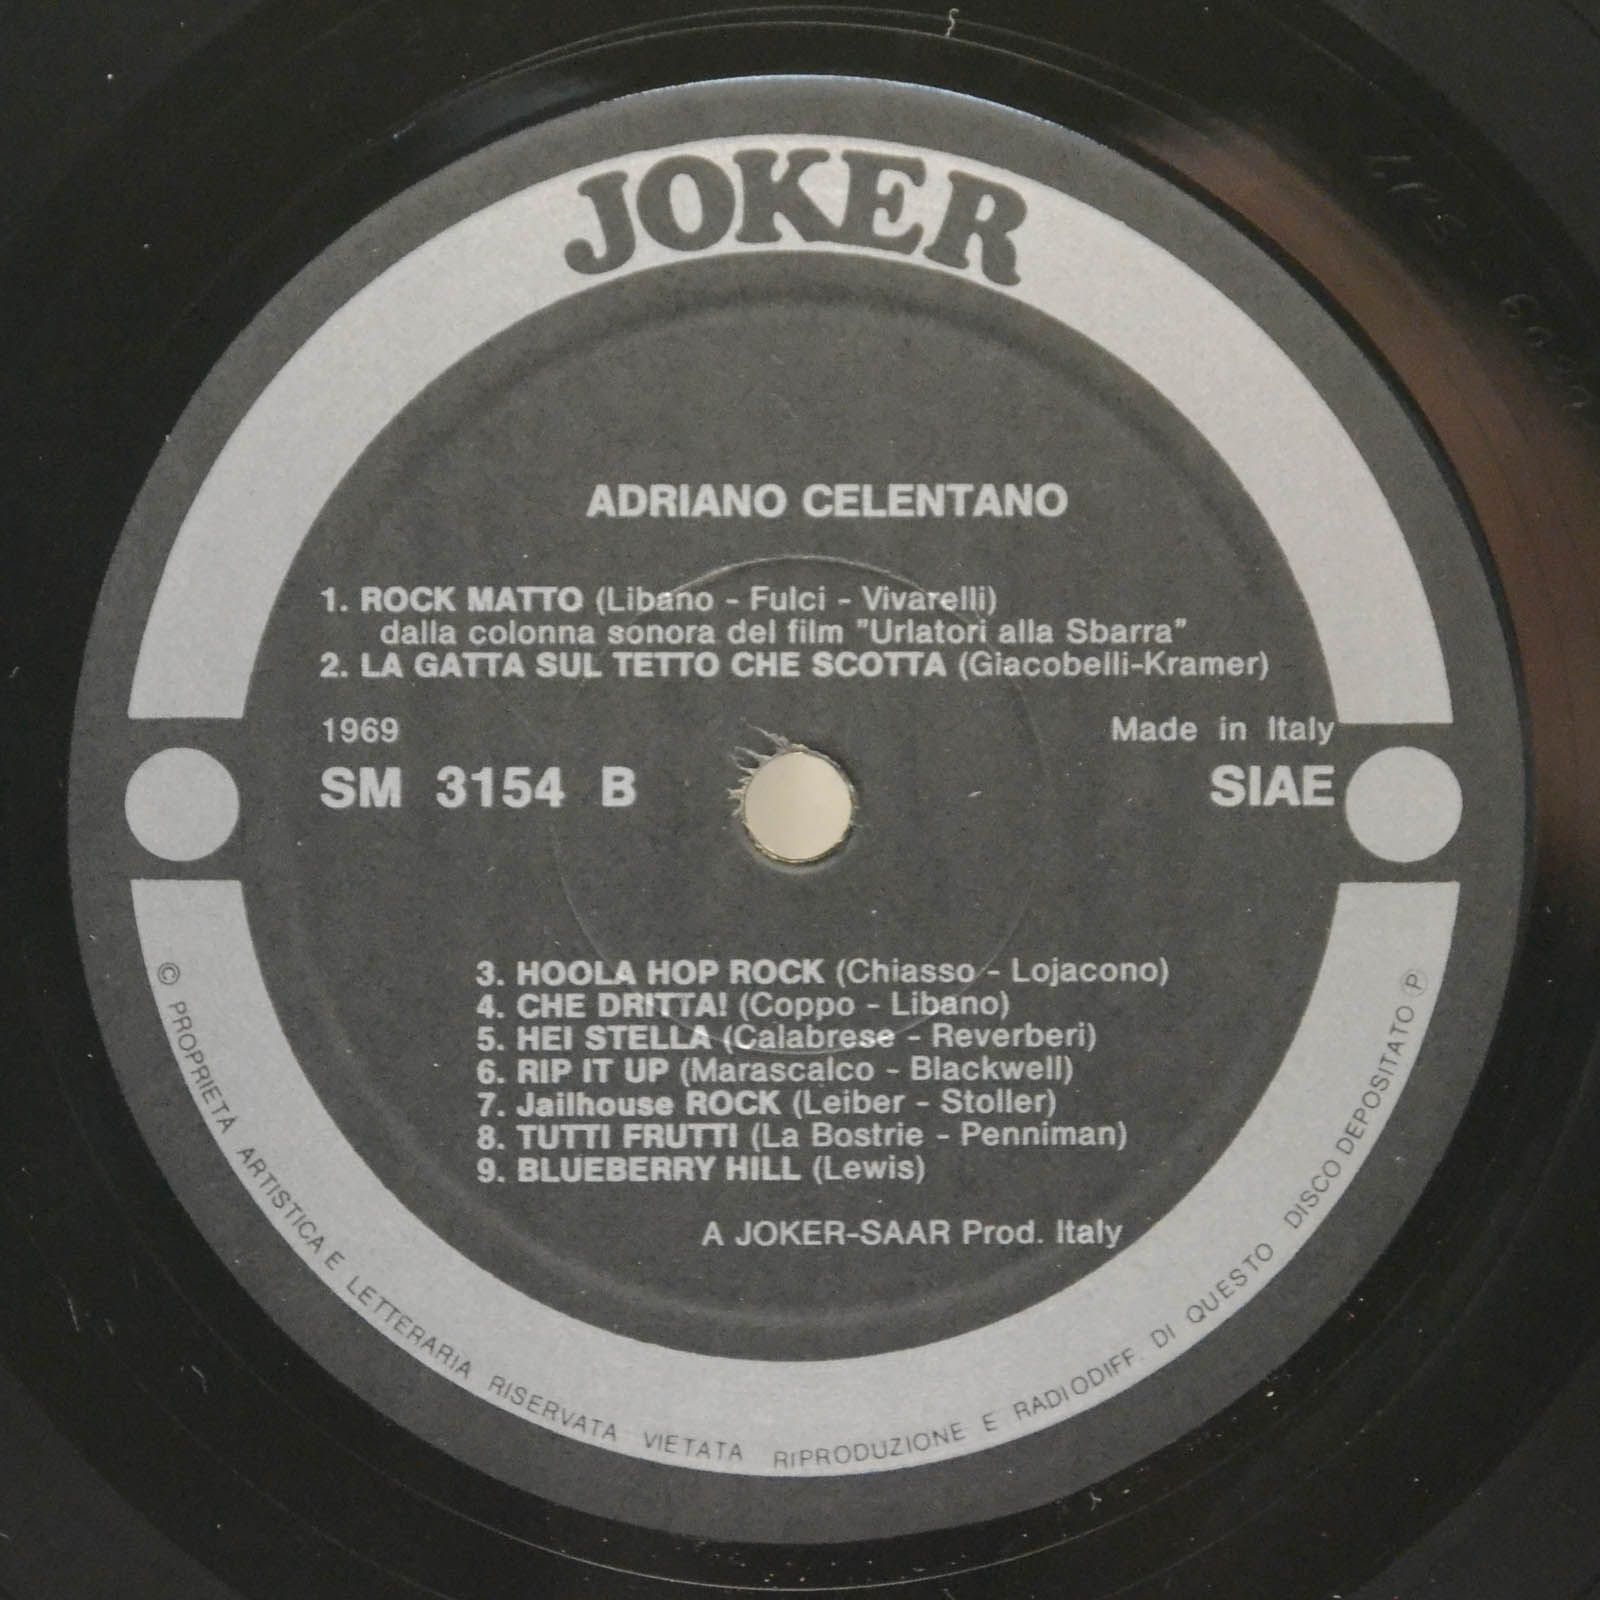 JOKER
ADRIANO CELENTANO
1. ROCK MATTO (Libano - Fulci - Vivarelli)
dalla colonna sonora del film "Urlatori alla Sbarra"
2. LA GATTA SUL TETTO CHE SCOTTA (Giacobelli-Kramer)
1969 Made in Italy
SM 3154 B SIAE
3. HOOLA HOP ROCK (Chiasso - Lojacono)
4. CHE DRITTA! (Coppo - Libano)
5. HEI STELLA (Calabrese - Reverberi)
6. RIP IT UP (Marascalco - Blackwell)
7. Jailhouse ROCK (Leiber - Stoller)
8. TUTTI FRUTTI (La Bostrie - Penniman)
9. BLUEBERRY HILL (Lewis)
A JOKER-SAAR Prod. Italy
© PROPRIETÀ ARTISTICA E LETTERARIA RISERVATA VIETATA RIPRODUZIONE E RADIODIFF. DI QUESTO DISCO DEPOSITATO Ⓟ